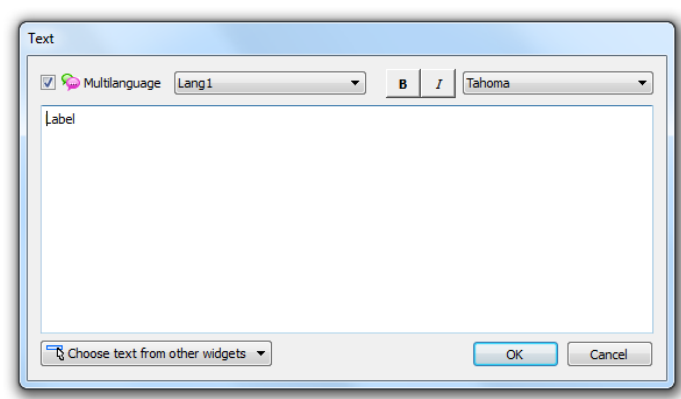 Text
Multilanguage Lang1 B I Tahoma
Label
Choose text from other widgets OK Cancel